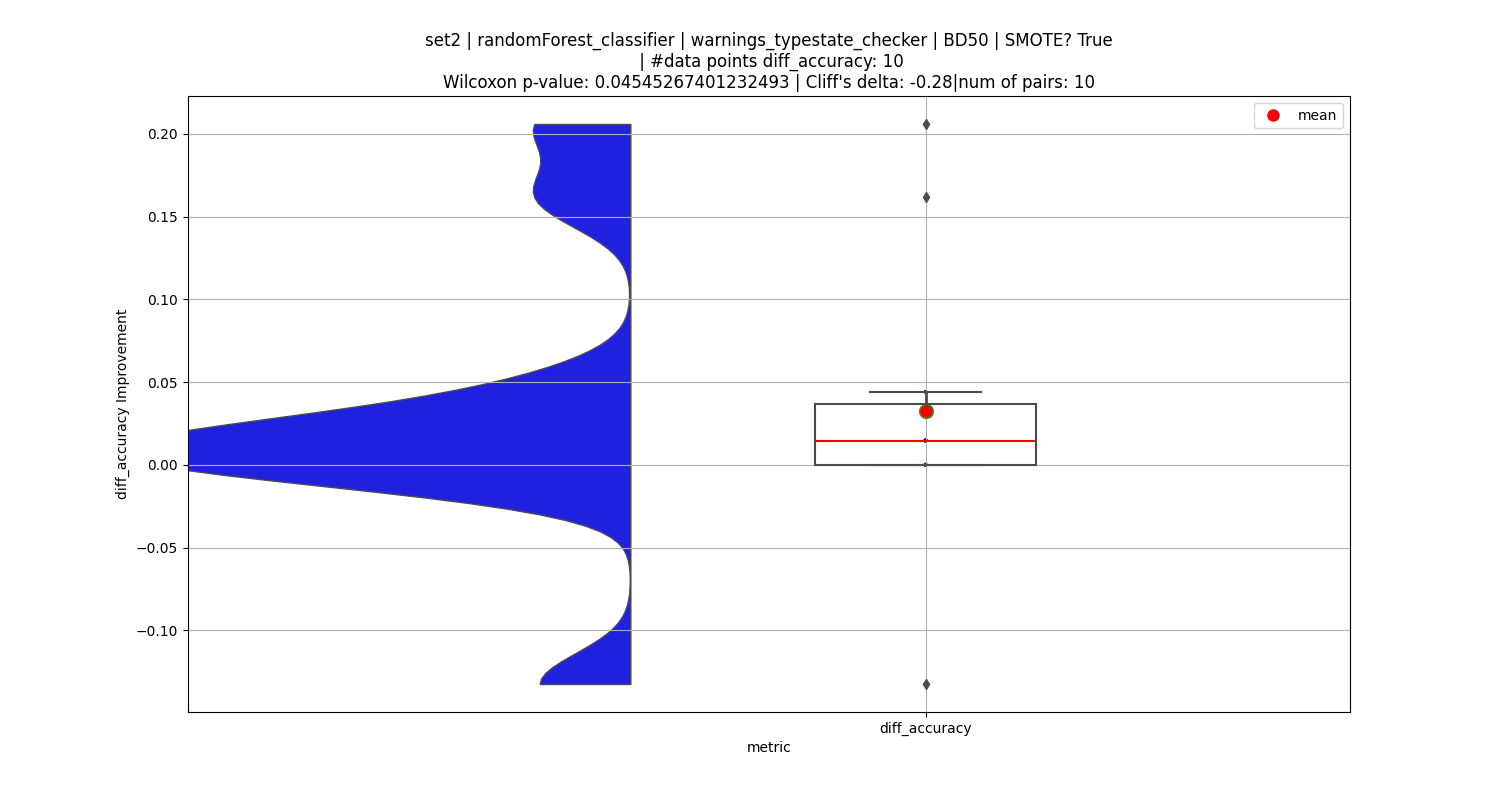 set2 | randomForest_classifier | warnings_typestate_checker | BD50 | SMOTE? True
| #data points diff_accuracy: 10
Wilcoxon p-value: 0.04545267401232493 | Cliff's delta: -0.28|num of pairs: 10
mean
0.20
0.15
0.10
0.05
0.00
−0.05
−0.10
diff_accuracy Improvement
diff_accuracy
metric